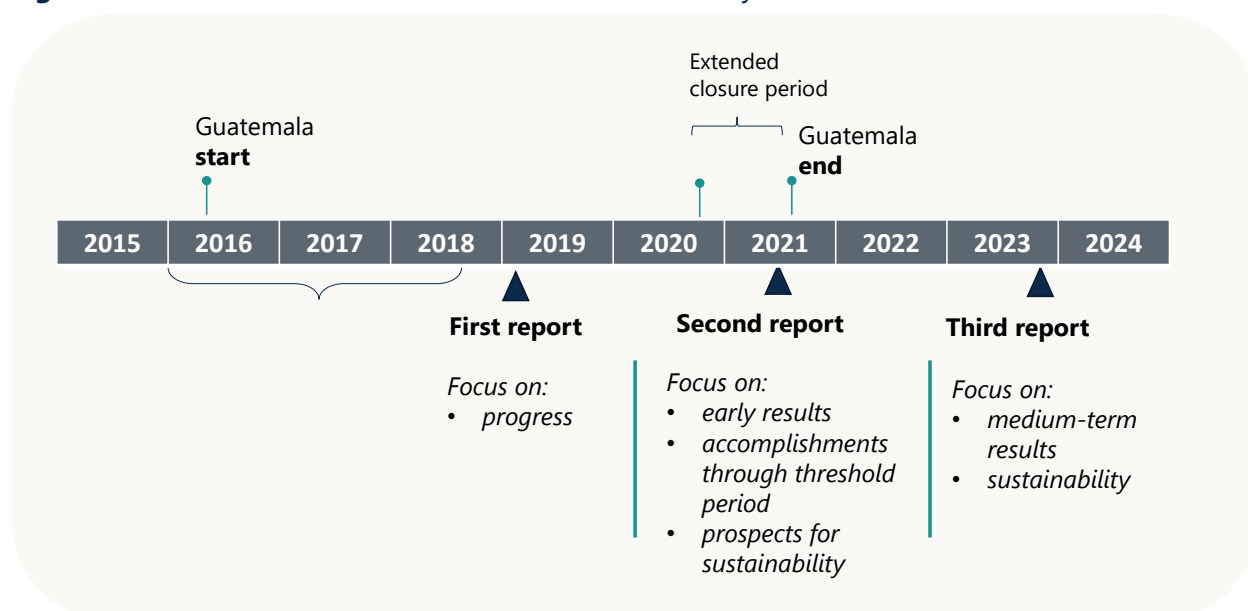 Extended
closure period
Guatemala
start
Guatemala
end
2015 2016 2017 2018 2019 2020 2021 2022 2023 2024
First report
Second report
Third report
Focus on:
• progress
Focus on:
• early results
• accomplishments
through threshold
period
• prospects for
sustainability
Focus on:
• medium-term
results
• sustainability